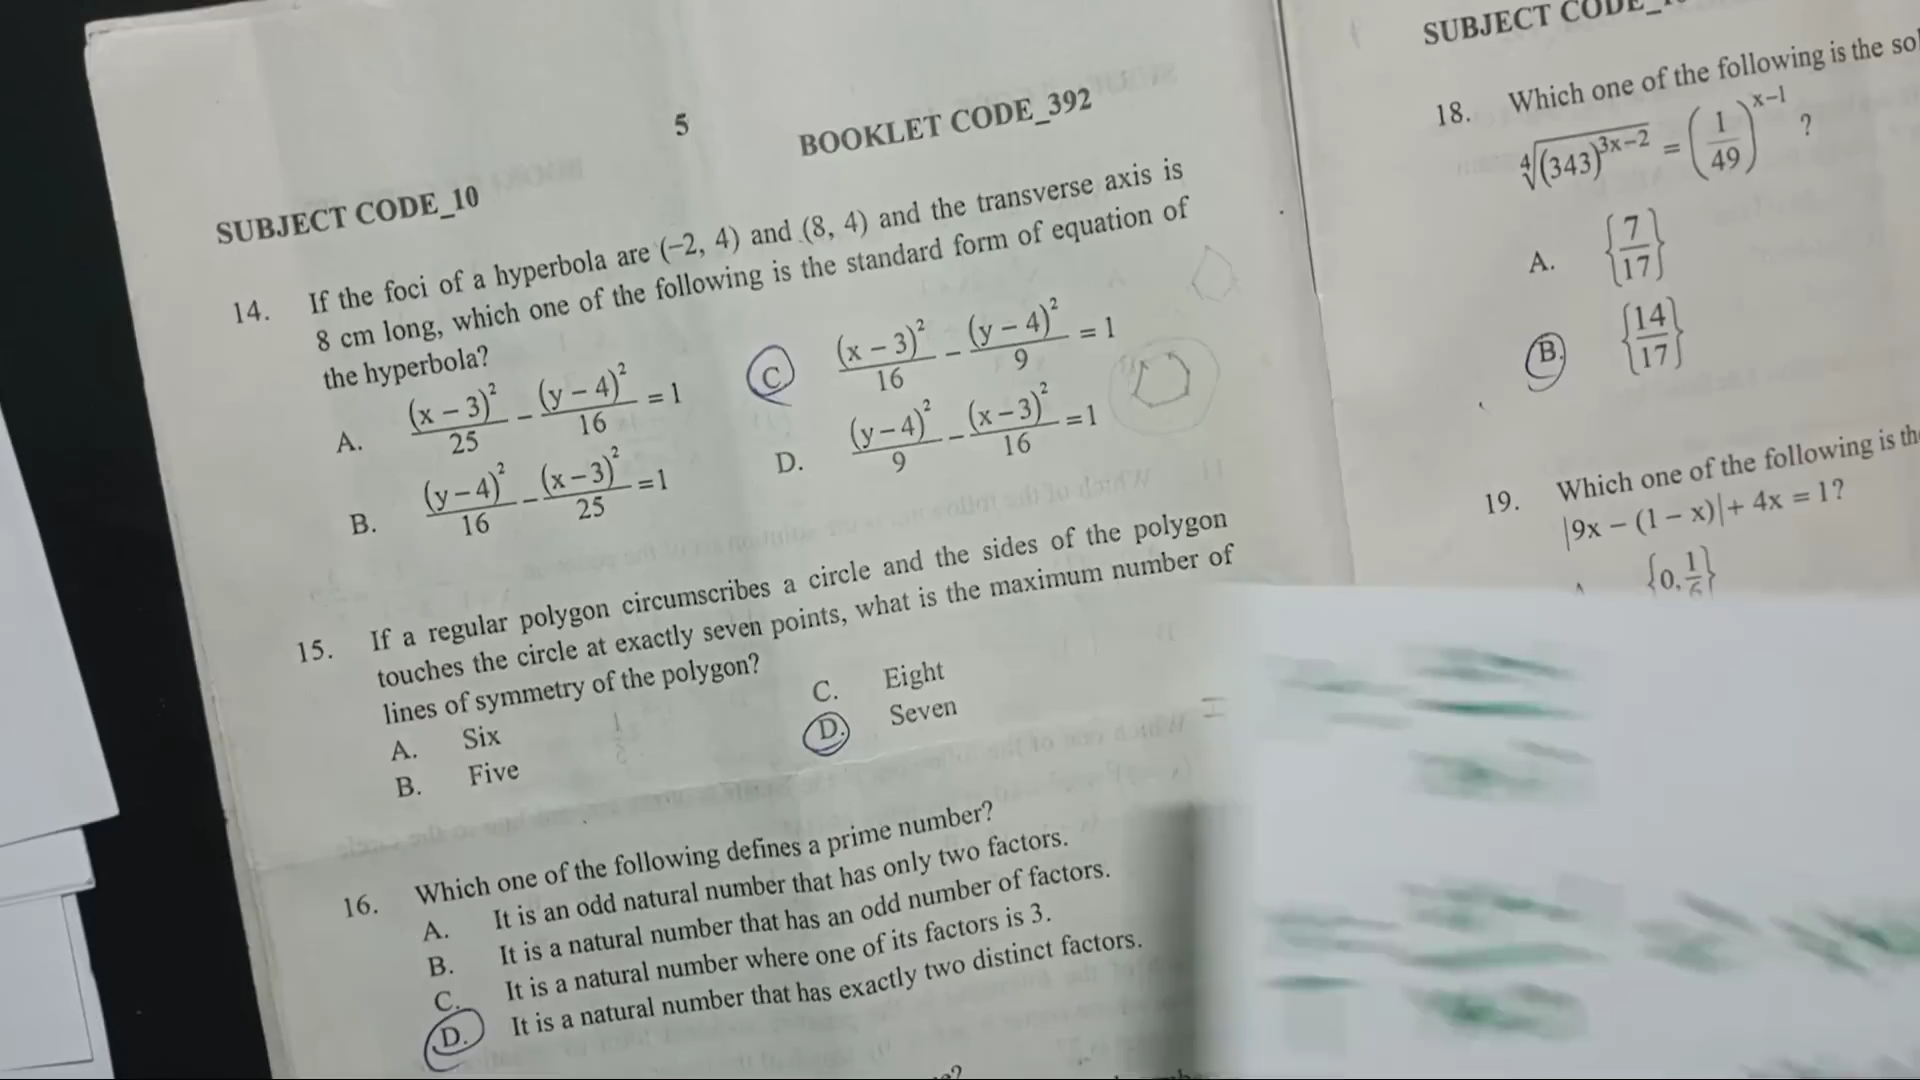 5
BOOKLET CODE_392
SUBJECT CODE_10
14. If the foci of a hyperbola are (−2, 4) and (8, 4) and the transverse axis is
8 cm long, which one of the following is the standard form of equation of
the hyperbola?
A. (x − 3)²/25 − (y − 4)²/16 = 1
B. (y − 4)²/16 − (x − 3)²/25 = 1
C (x − 3)²/16 − (y − 4)²/9 = 1
D. (y − 4)²/9 − (x − 3)²/16 = 1
15. If a regular polygon circumscribes a circle and the sides of the polygon
touches the circle at exactly seven points, what is the maximum number of
lines of symmetry of the polygon?
A. Six
B. Five
C. Eight
D. Seven
16. Which one of the following defines a prime number?
A. It is an odd natural number that has only two factors.
B. It is a natural number that has an odd number of factors.
C. It is a natural number where one of its factors is 3.
D. It is a natural number that has exactly two distinct factors.
SUBJECT CODE_
18. Which one of the following is the
⁴√(343)^(3x−2) = (1/49)^(x−1) ?
A. {7/17}
B. {14/17}
19. Which one of the following is
|9x − (1 − x)| + 4x = 1?
{0, 1/6}